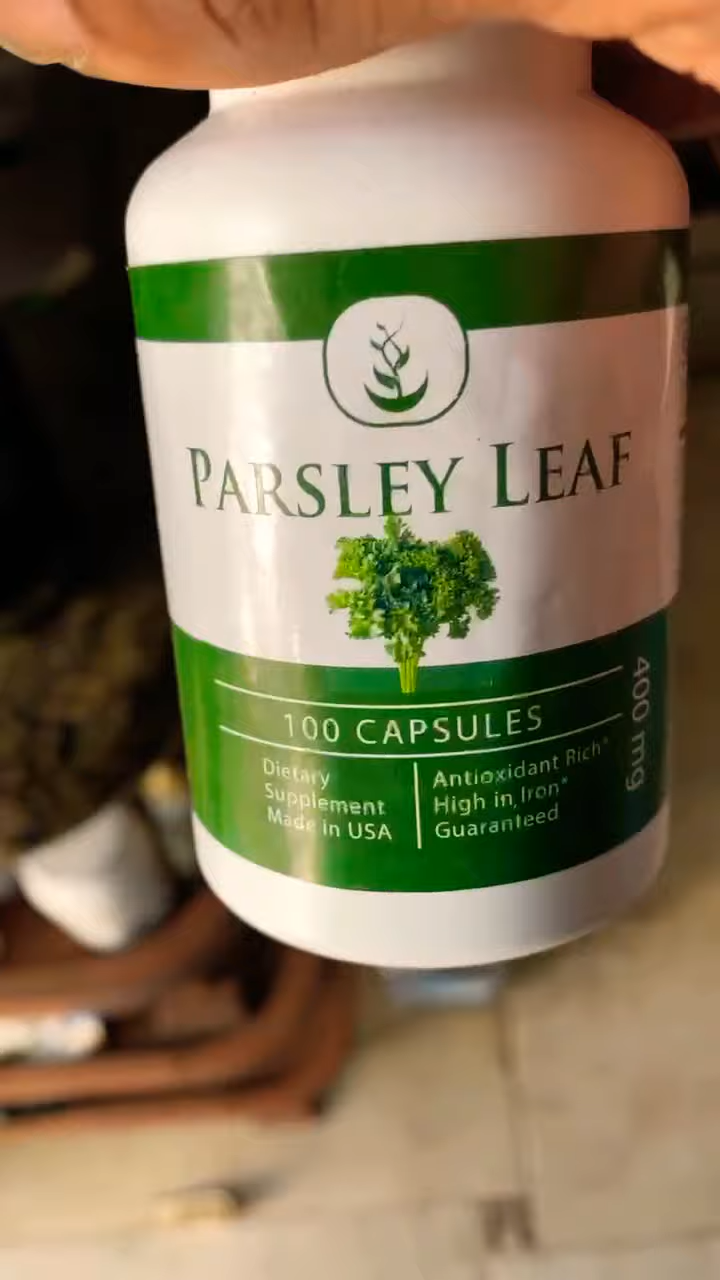 PARSLEY LEAF
100 CAPSULES
Dietary
Supplement
Made in USA
Antioxidant Rich*
High in Iron*
Guaranteed
400 mg